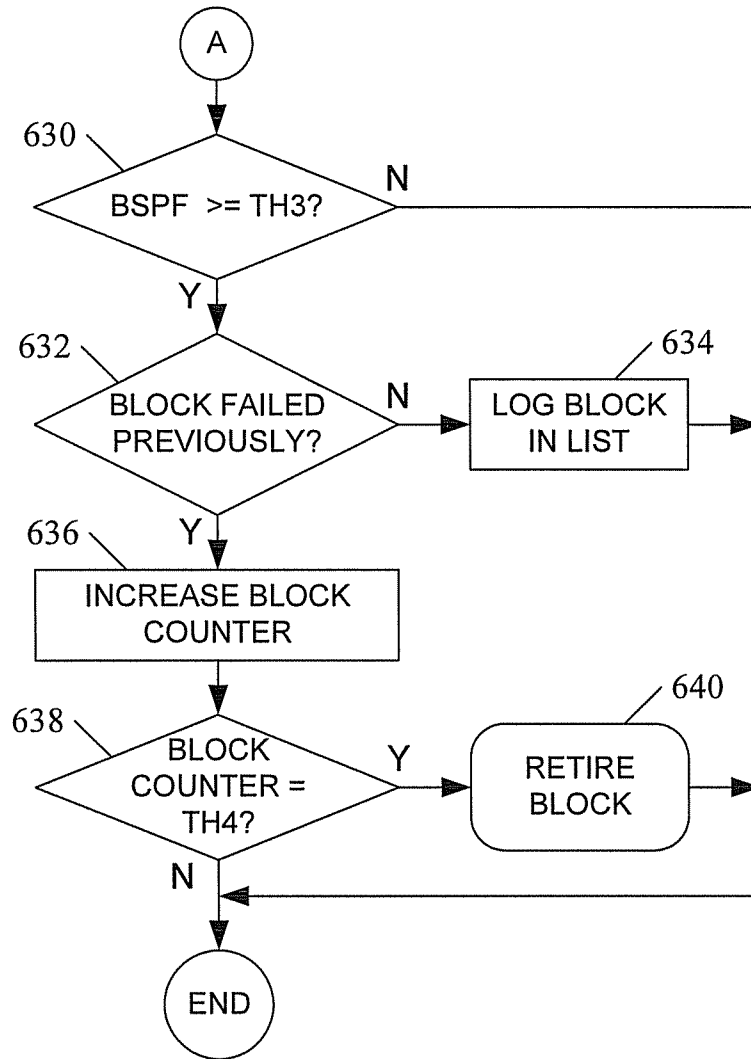 A
630
BSPF >= TH3?
N
Y
632
BLOCK FAILED
PREVIOUSLY?
N
634
LOG BLOCK
IN LIST
Y
636
INCREASE BLOCK
COUNTER
638
BLOCK
COUNTER =
TH4?
Y
640
RETIRE
BLOCK
N
END